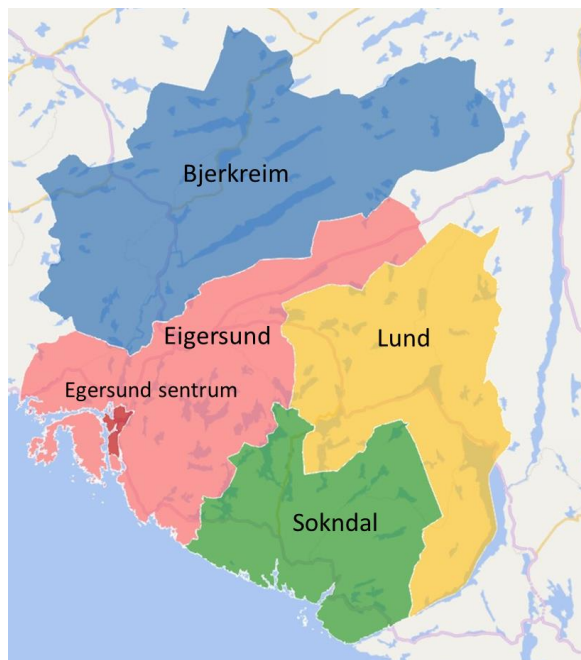 Bjerkreim
Eigersund
Lund
Egersund sentrum
Sokndal